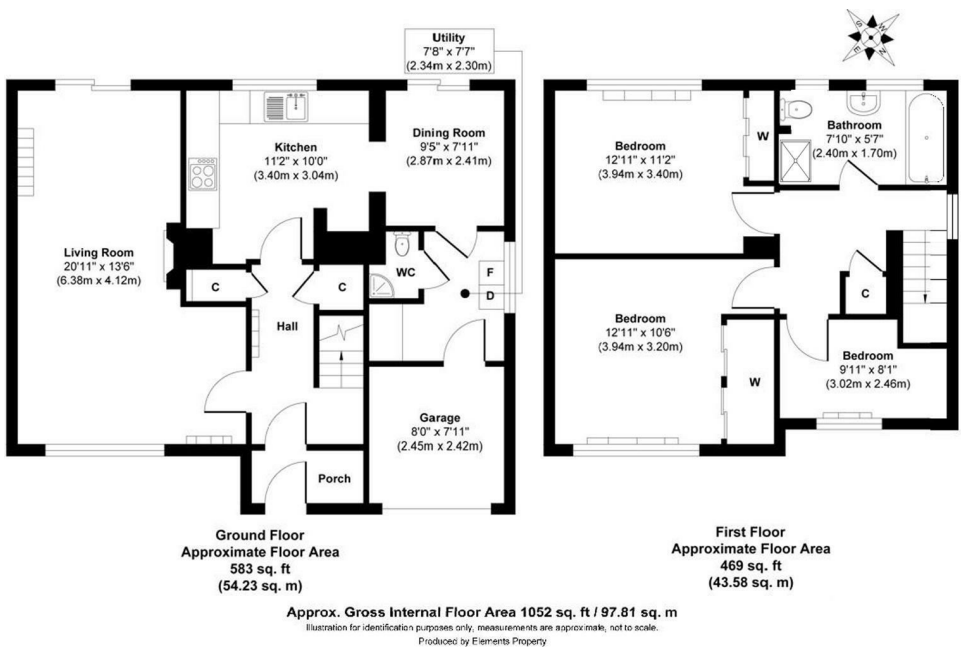 Utility
7'8" x 7'7"
(2.34m x 2.30m)
S W
E N
Dining Room
9'5" x 7'11"
(2.87m x 2.41m)
Kitchen
11'2" x 10'0"
(3.40m x 3.04m)
Living Room
20'11" x 13'6"
(6.38m x 4.12m)
WC
F
D
C
C
Hall
Garage
8'0" x 7'11"
(2.45m x 2.42m)
Porch
Bedroom
12'11" x 11'2"
(3.94m x 3.40m)
W
Bathroom
7'10" x 5'7"
(2.40m x 1.70m)
Bedroom
12'11" x 10'6"
(3.94m x 3.20m)
W
C
Bedroom
9'11" x 8'1"
(3.02m x 2.46m)
Ground Floor
Approximate Floor Area
583 sq. ft
(54.23 sq. m)
First Floor
Approximate Floor Area
469 sq. ft
(43.58 sq. m)
Approx. Gross Internal Floor Area 1052 sq. ft / 97.81 sq. m
Illustration for identification purposes only, measurements are approximate, not to scale.
Produced by Elements Property